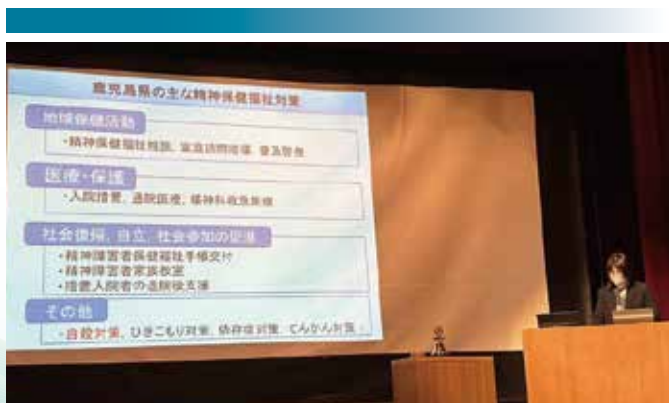 鹿児島県の主な精神保健福祉対策
地域保健活動
・精神保健福祉相談、家庭訪問指導、普及啓発
医療・保護
・入院措置、通院医療、精神科救急医療
社会復帰、自立、社会参加の促進
・精神障害者保健福祉手帳交付
・精神障害者家族教室
・措置入院者の退院後支援
その他
・自殺対策、ひきこもり対策、依存症対策、てんかん対策